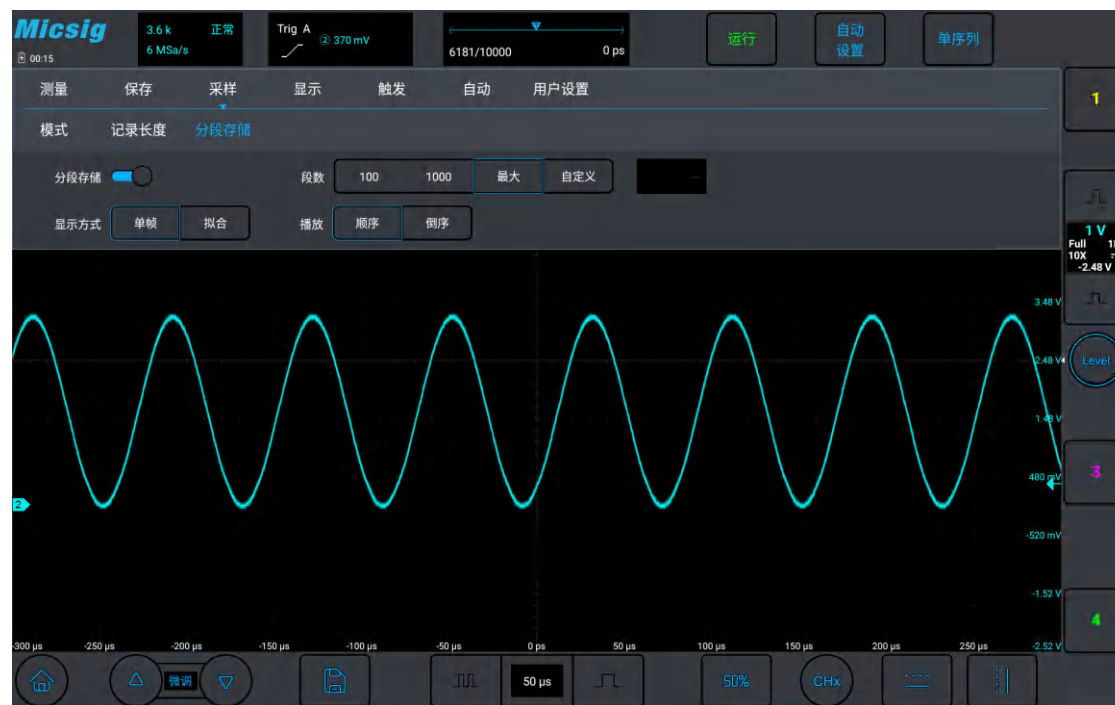 Micsig
00:15
3.6 k 正常
6 MSa/s
Trig A
② 370 mV
6181/10000 0 ps
运行
自动
设置
单序列
测量 保存 采样 显示 触发 自动 用户设置
模式 记录长度 分段存储
分段存储 段数 100 1000 最大 自定义
显示方式 单帧 拟合 播放 顺序 倒序
1
1 V
Full
10X
-2.48 V
Level
3
4
3.48 V
2.48 V
1.48 V
480 mV
2
-520 mV
-1.52 V
-2.52 V
-300 µs -250 µs -200 µs -150 µs -100 µs -50 µs 0 ps 50 µs 100 µs 150 µs 200 µs 250 µs
微调 50 µs 50% CHx